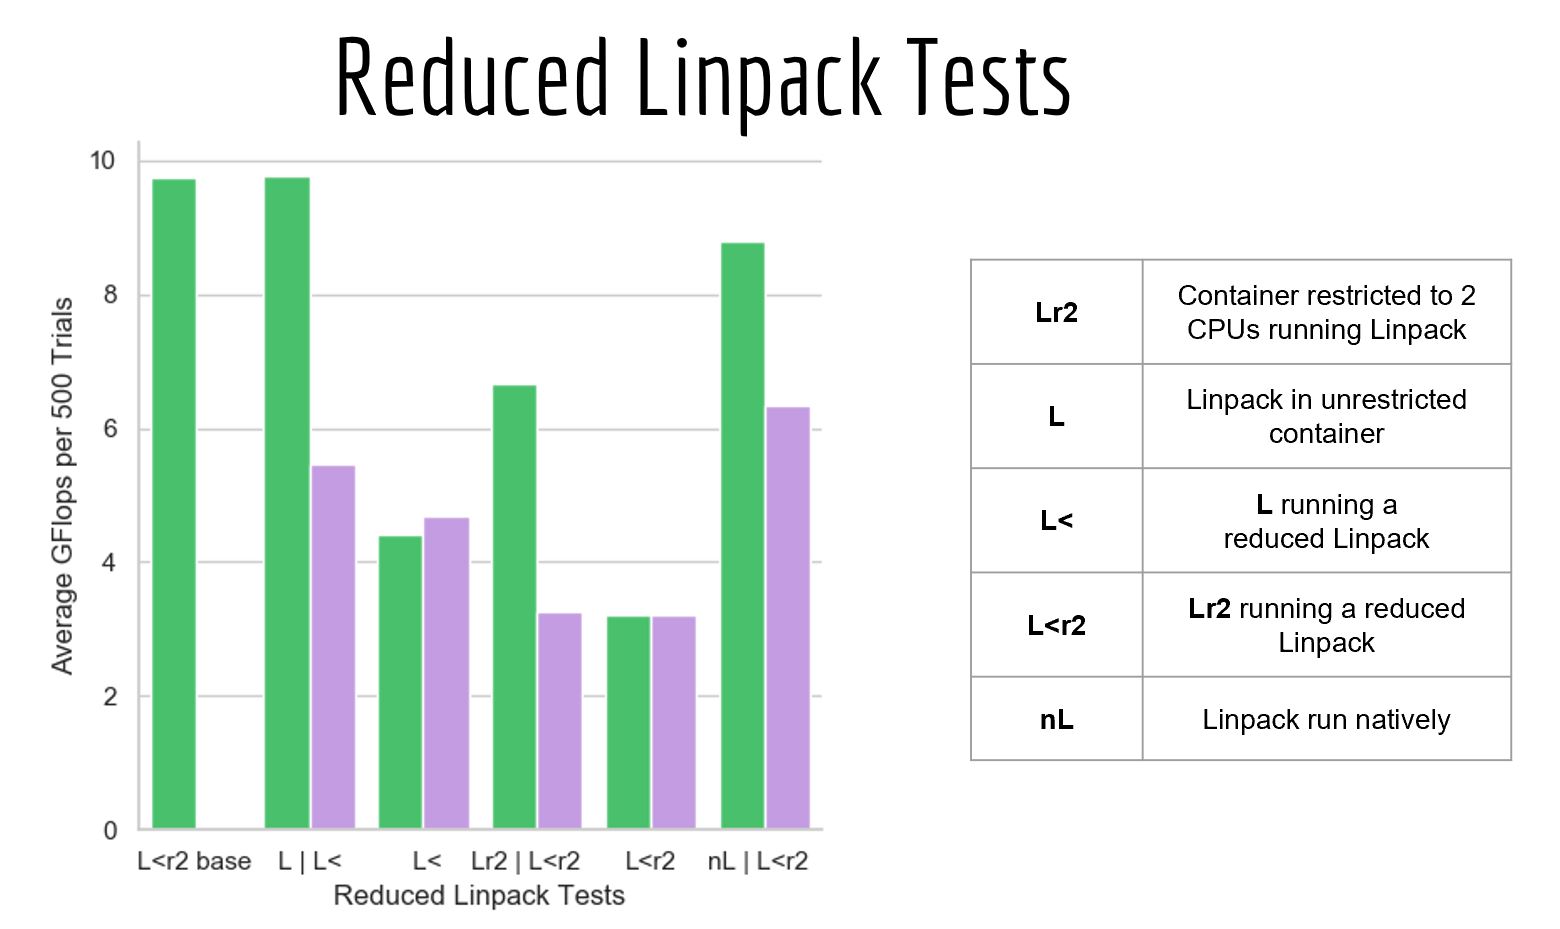 Reduced Linpack Tests
10
8
6
4
2
0
Average GFlops per 500 Trials
L<r2 base
L | L<
L<
Lr2 | L<r2
L<r2
nL | L<r2
Reduced Linpack Tests
Lr2
Container restricted to 2
CPUs running Linpack
L
Linpack in unrestricted
container
L<
L running a
reduced Linpack
L<r2
Lr2 running a reduced
Linpack
nL
Linpack run natively